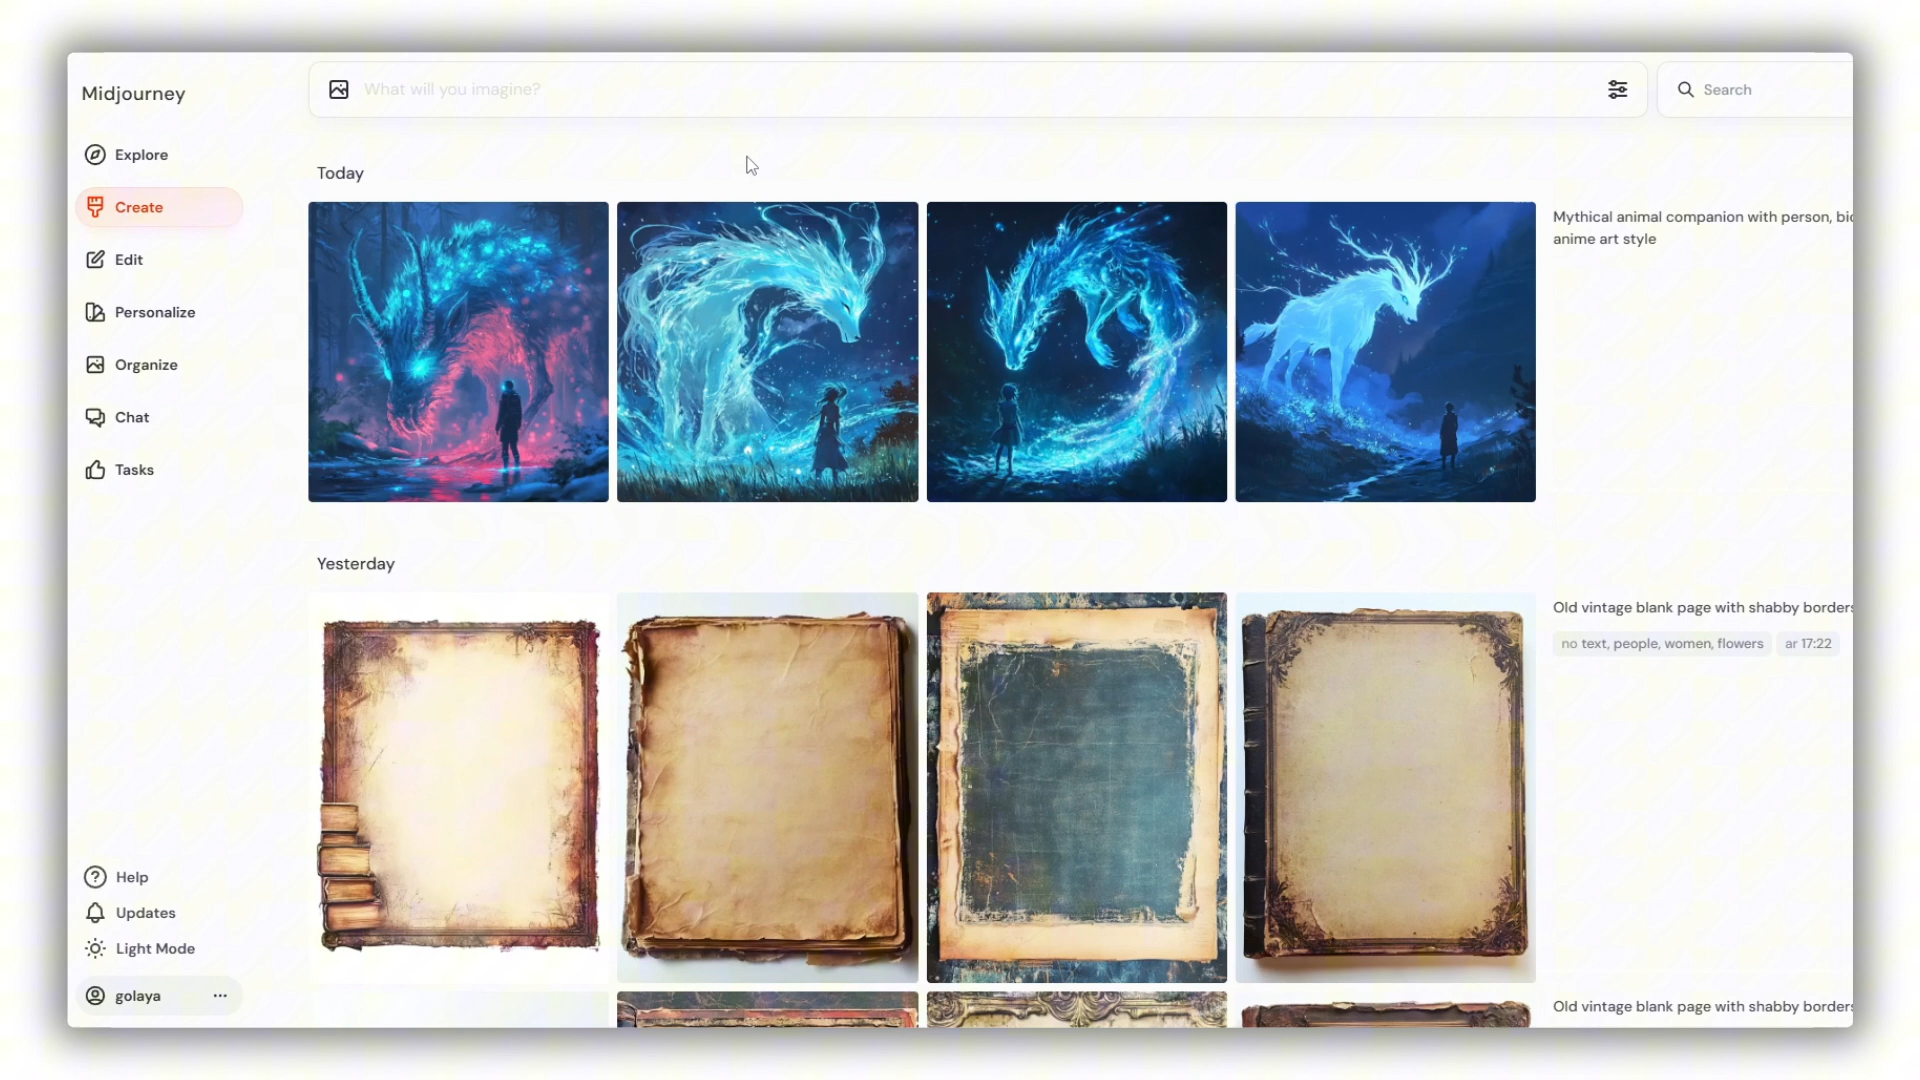 Midjourney
What will you imagine?
Search
Explore
Create
Edit
Personalize
Organize
Chat
Tasks
Today
Mythical animal companion with person,
anime art style
Yesterday
Old vintage blank page with shabby borders
no text, people, women, flowers
ar 17:22
Old vintage blank page with shabby borders
Help
Updates
Light Mode
golaya